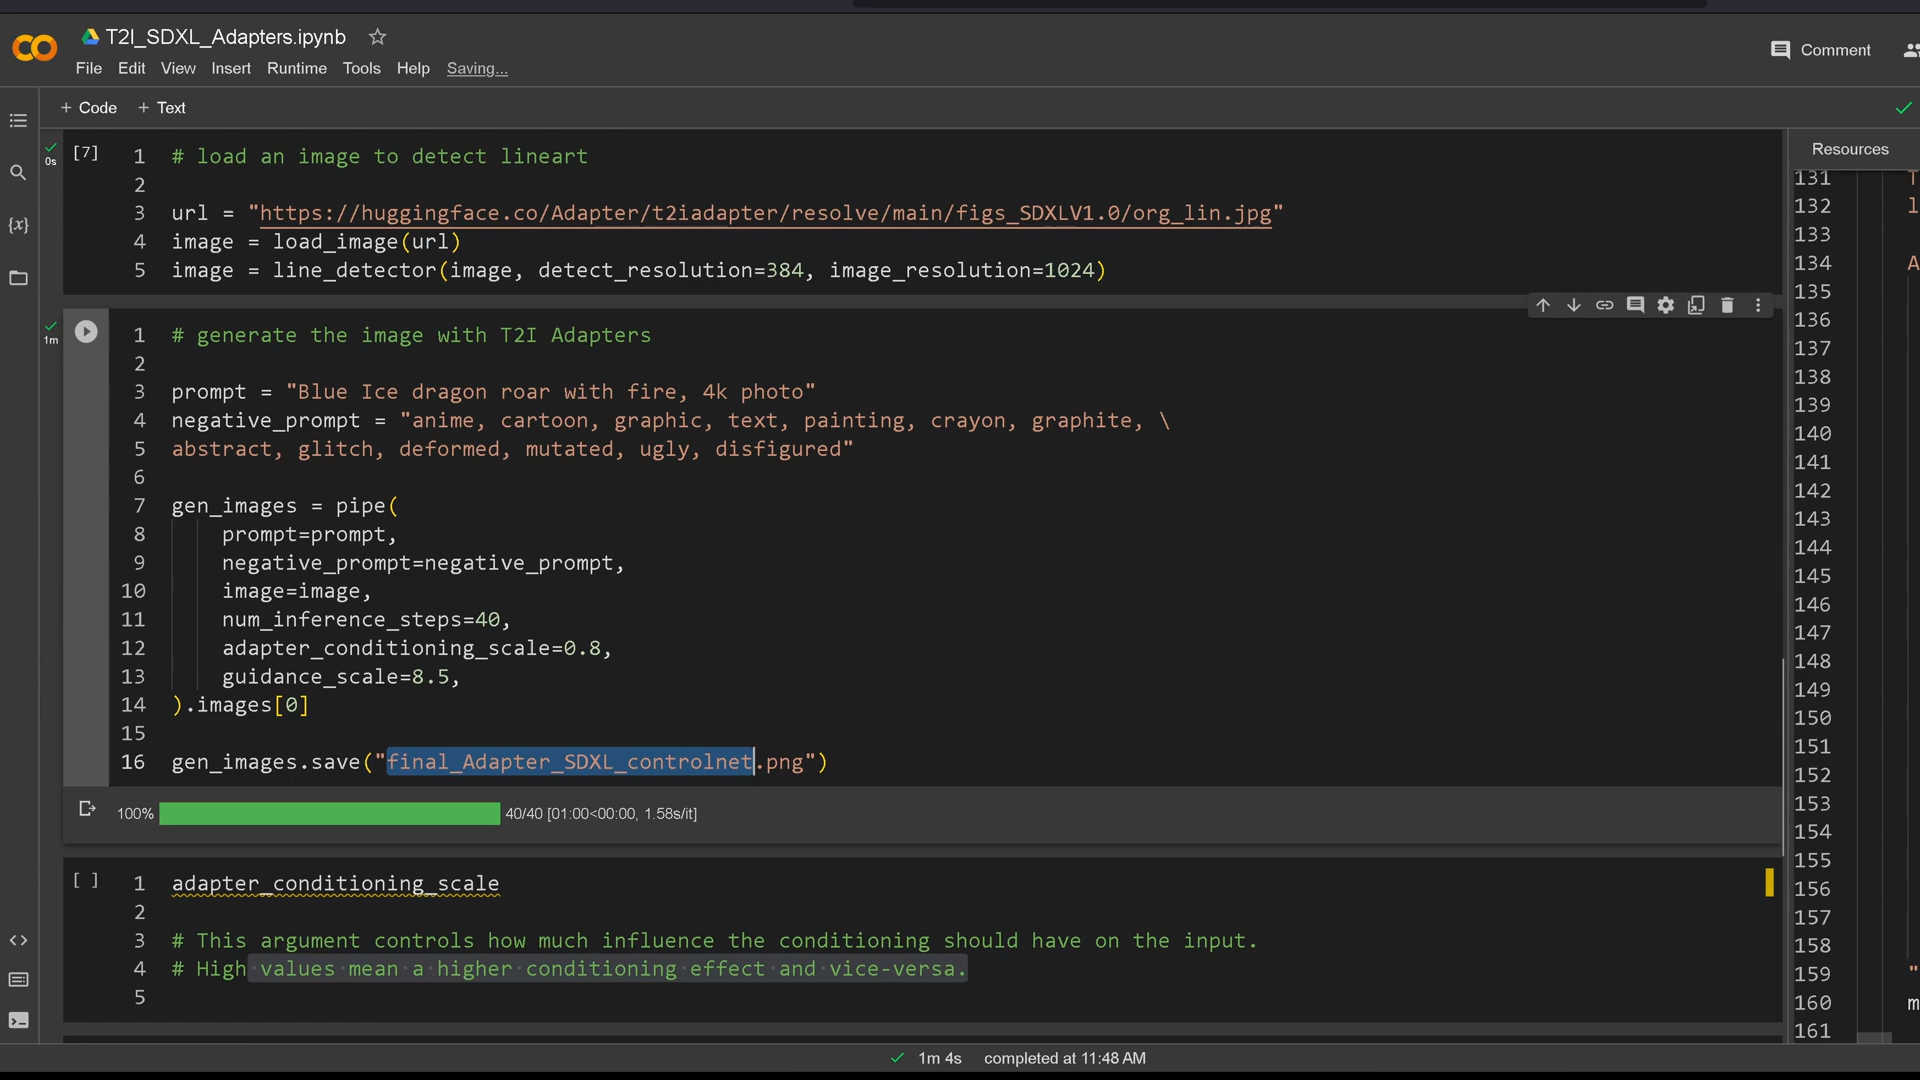 T2I_SDXL_Adapters.ipynb
File Edit View Insert Runtime Tools Help Saving...
Comment
+ Code + Text
0s
[7]
1 # load an image to detect lineart
2
3 url = "https://huggingface.co/Adapter/t2iadapter/resolve/main/figs_SDXLV1.0/org_lin.jpg"
4 image = load_image(url)
5 image = line_detector(image, detect_resolution=384, image_resolution=1024)
1m
1 # generate the image with T2I Adapters
2
3 prompt = "Blue Ice dragon roar with fire, 4k photo"
4 negative_prompt = "anime, cartoon, graphic, text, painting, crayon, graphite, \
5 abstract, glitch, deformed, mutated, ugly, disfigured"
6
7 gen_images = pipe(
8 prompt=prompt,
9 negative_prompt=negative_prompt,
10 image=image,
11 num_inference_steps=40,
12 adapter_conditioning_scale=0.8,
13 guidance_scale=8.5,
14 ).images[0]
15
16 gen_images.save("final_Adapter_SDXL_controlnet.png")
100% 40/40 [01:00<00:00, 1.58s/it]
[ ]
1 adapter_conditioning_scale
2
3 # This argument controls how much influence the conditioning should have on the input.
4 # High values mean a higher conditioning effect and vice-versa.
5
Resources
131 T
132 l
133
134 A
135
136
137
138
139
140
141
142
143
144
145
146
147
148
149
150
151
152
153
154
155
156
157
158
159 "
160 m
161
1m 4s completed at 11:48 AM